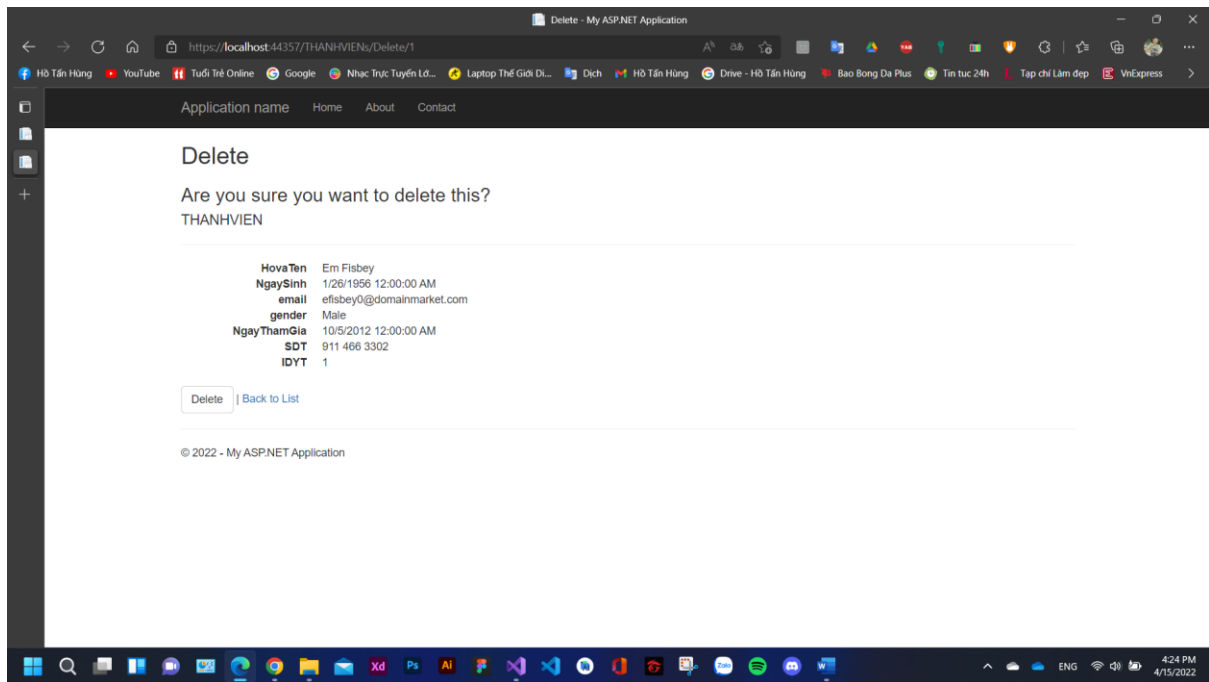 Delete - My ASP.NET Application
https://localhost:44357/THANHVIENs/Delete/1
Hồ Tấn Hùng YouTube Tuổi Trẻ Online Google Nhạc Trực Tuyến Lớ... Laptop Thế Giới Di... Dịch Hồ Tấn Hùng Drive - Hồ Tấn Hùng Bao Bong Da Plus Tin tuc 24h Tạp chí Làm đẹp VnExpress
Application name Home About Contact
Delete
Are you sure you want to delete this?
THANHVIEN
HovaTen Em Fisbey
NgaySinh 1/26/1956 12:00:00 AM
email efisbey0@domainmarket.com
gender Male
NgayThamGia 10/5/2012 12:00:00 AM
SDT 911 466 3302
IDYT 1
Delete | Back to List
© 2022 - My ASP.NET Application
Xd Ps Ai Zalo ENG 4:24 PM
4/15/2022